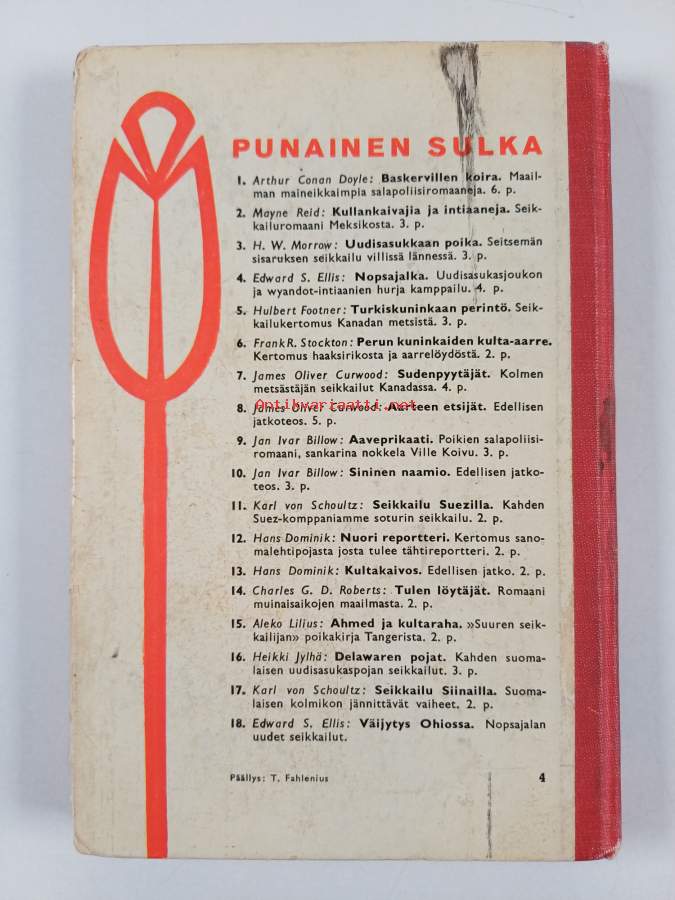 PUNAINEN SULKA
1. Arthur Conan Doyle: Baskervillen koira. Maail-
man maineikkaimpia salapoliisiromaaneja. 6. p.
2. Mayne Reid: Kullankaivajia ja intiaaneja. Seik-
kailuromaani Meksikosta. 3. p.
3. H. W. Morrow: Uudisasukkaan poika. Seitsemän
sisaruksen seikkailu villissä lännessä. 3. p.
4. Edward S. Ellis: Nopsajalka. Uudisasukasjoukon
ja wyandot-intiaanien hurja kamppailu. 4. p.
5. Hulbert Footner: Turkiskuninkaan perintö. Seik-
kailukertomus Kanadan metsistä. 3. p.
6. Frank R. Stockton: Perun kuninkaiden kulta-aarre.
Kertomus haaksirikosta ja aarrelöydöstä. 2. p.
7. James Oliver Curwood: Sudenpyytäjät. Kolmen
metsästäjän seikkailut Kanadassa. 4. p.
Antikvariaatti.net
8. James Oliver Curwood: Aarteen etsijät. Edellisen
jatkoteos. 5. p.
9. Jan Ivar Billow: Aaveprikaati. Poikien salapoliisi-
romaani, sankarina nokkela Ville Koivu. 3. p.
10. Jan Ivar Billow: Sininen naamio. Edellisen jatko-
teos. 3. p.
11. Karl von Schoultz: Seikkailu Suezilla. Kahden
Suez-komppaniamme soturin seikkailu. 2. p.
12. Hans Dominik: Nuori reportteri. Kertomus sano-
malehtipojasta josta tulee tähtireportteri. 2. p.
13. Hans Dominik: Kultakaivos. Edellisen jatko. 2. p.
14. Charles G. D. Roberts: Tulen löytäjät. Romaani
muinaisaikojen maailmasta. 2. p.
15. Aleko Lilius: Ahmed ja kultaraha. »Suuren seik-
kailijan» poikakirja Tangerista. 2. p.
16. Heikki Jylhä: Delawaren pojat. Kahden suoma-
laisen uudisasukaspojan seikkailut. 3. p.
17. Karl von Schoultz: Seikkailu Siinailla. Suoma-
laisen kolmikon jännittävät vaiheet. 2. p.
18. Edward S. Ellis: Väijytys Ohiossa. Nopsajalan
uudet seikkailut.
Päällys: T. Fahlenius 4